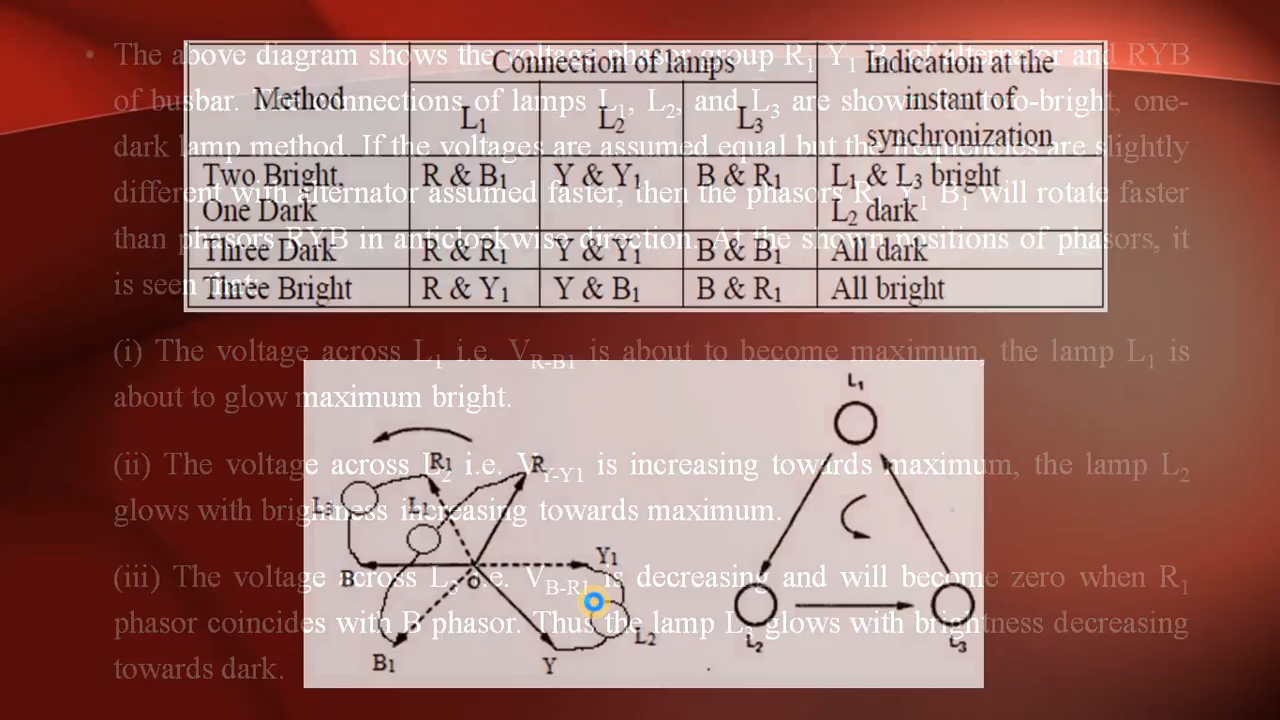 • The above diagram shows the voltage phasor group R1 Y1 B1 of alternator and RYB
of busbar. The connections of lamps L1, L2, and L3 are shown for two-bright, one-
dark lamp method. If the voltages are assumed equal but the frequencies are slightly
different with alternator assumed faster, then the phasors R1 Y1 B1 will rotate faster
than phasors RYB in anticlockwise direction. At the shown positions of phasors, it
is seen that:
(i) The voltage across L1 i.e. VR-B1 is about to become maximum, the lamp L1 is
about to glow maximum bright.
(ii) The voltage across L2 i.e. VY-Y1 is increasing towards maximum, the lamp L2
glows with brightness increasing towards maximum.
(iii) The voltage across L3 i.e. VB-R1 is decreasing and will become zero when R1
phasor coincides with B phasor. Thus the lamp L3 glows with brightness decreasing
towards dark.
Method Connection of lamps Indication at the
instant of
synchronization
L1 L2 L3
Two Bright, R & B1 Y & Y1 B & R1 L1 & L3 bright
One Dark L2 dark
Three Dark R & R1 Y & Y1 B & B1 All dark
Three Bright R & Y1 Y & B1 B & R1 All bright
R1 R
L3 L1
Y1
B O
L2
B1 Y
L1
L2 L3